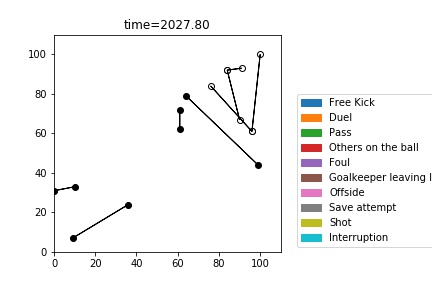 time=2027.80
100
80
60
40
20
0
0 20 40 60 80 100
Free Kick
Duel
Pass
Others on the ball
Foul
Goalkeeper leaving l
Offside
Save attempt
Shot
Interruption